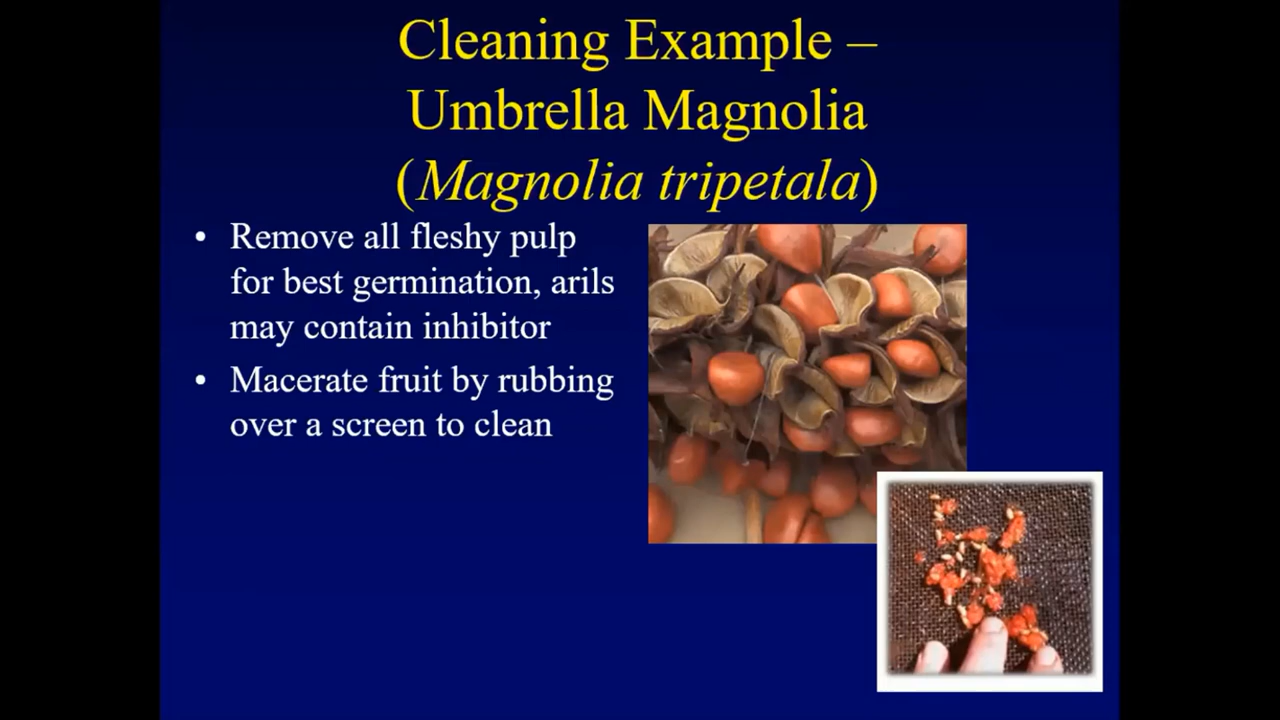 Cleaning Example –
Umbrella Magnolia
(Magnolia tripetala)
• Remove all fleshy pulp
for best germination, arils
may contain inhibitor
• Macerate fruit by rubbing
over a screen to clean